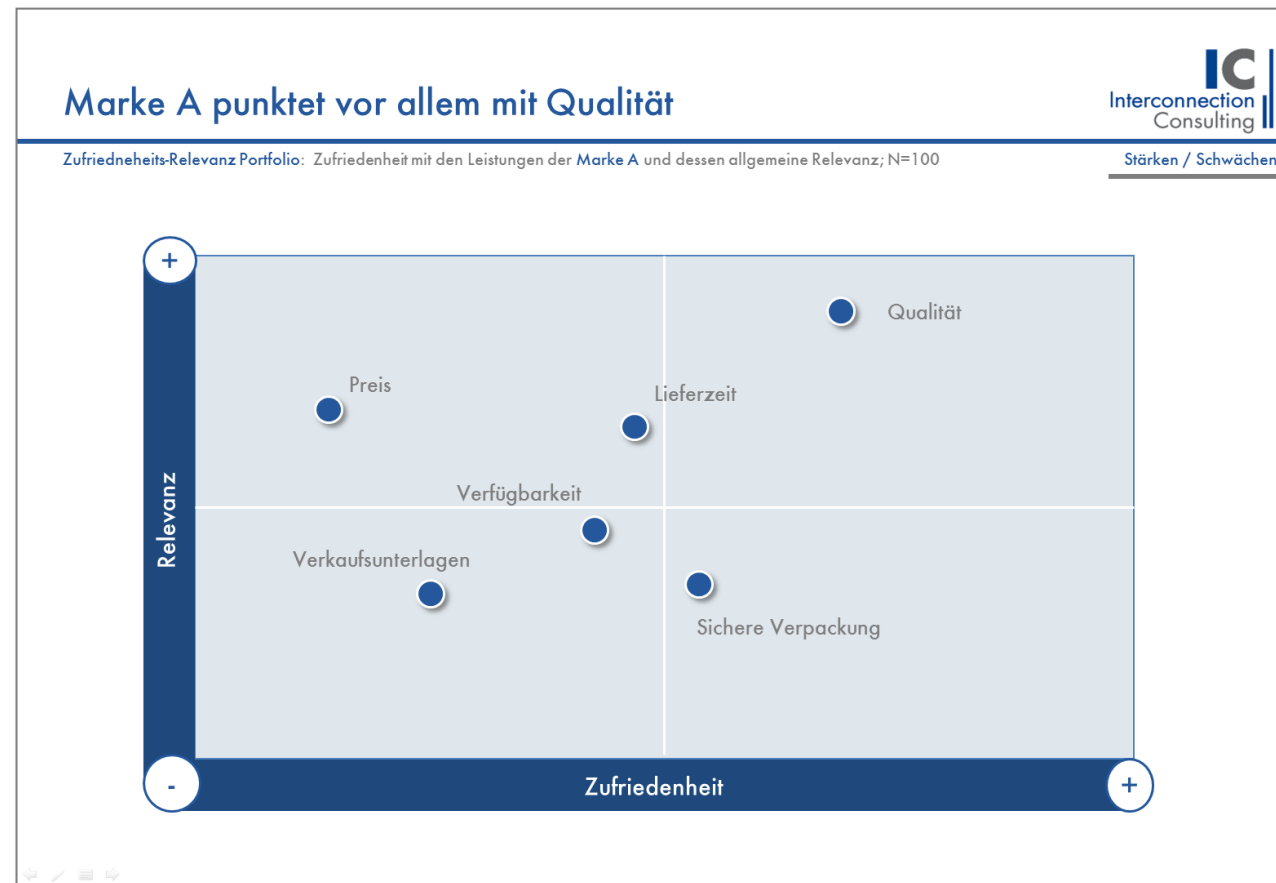 IC
Interconnection
Consulting
Marke A punktet vor allem mit Qualität
Zufriedneheits-Relevanz Portfolio: Zufriedenheit mit den Leistungen der Marke A und dessen allgemeine Relevanz; N=100
Stärken / Schwächen
+
Qualität
Preis
Lieferzeit
Verfügbarkeit
Relevanz
Verkaufsunterlagen
Sichere Verpackung
-
Zufriedenheit
+